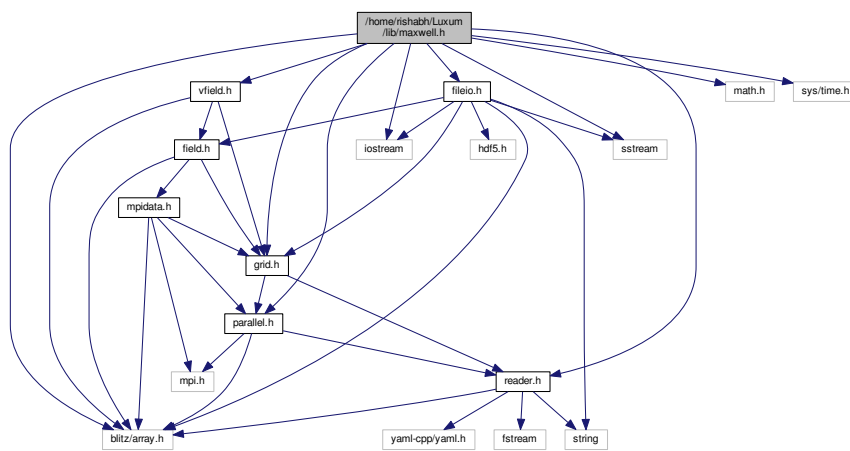 /home/rishabh/Luxum
/lib/maxwell.h
vfield.h
fileio.h
math.h
sys/time.h
field.h
iostream
hdf5.h
sstream
mpidata.h
grid.h
parallel.h
mpi.h
reader.h
blitz/array.h
yaml-cpp/yaml.h
fstream
string